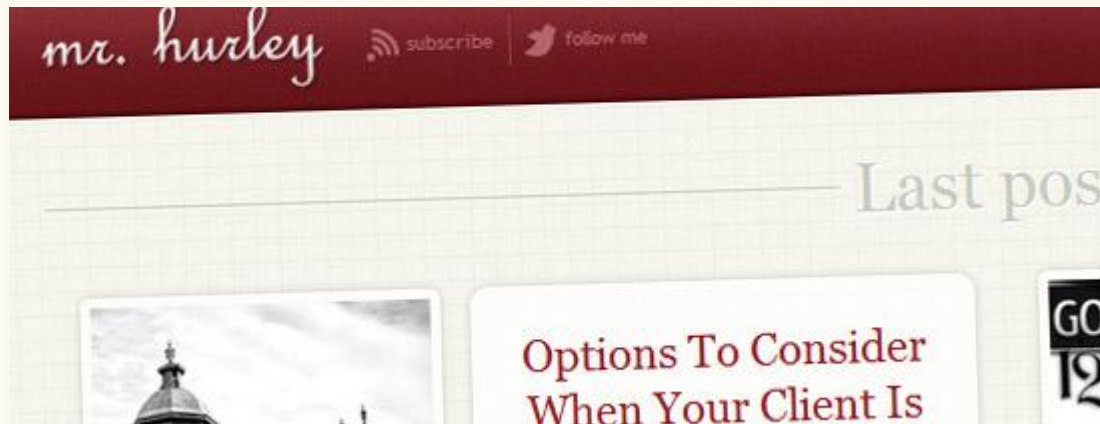 mr. hurley
subscribe
follow me
Last pos
Options To Consider
When Your Client Is
GO
12